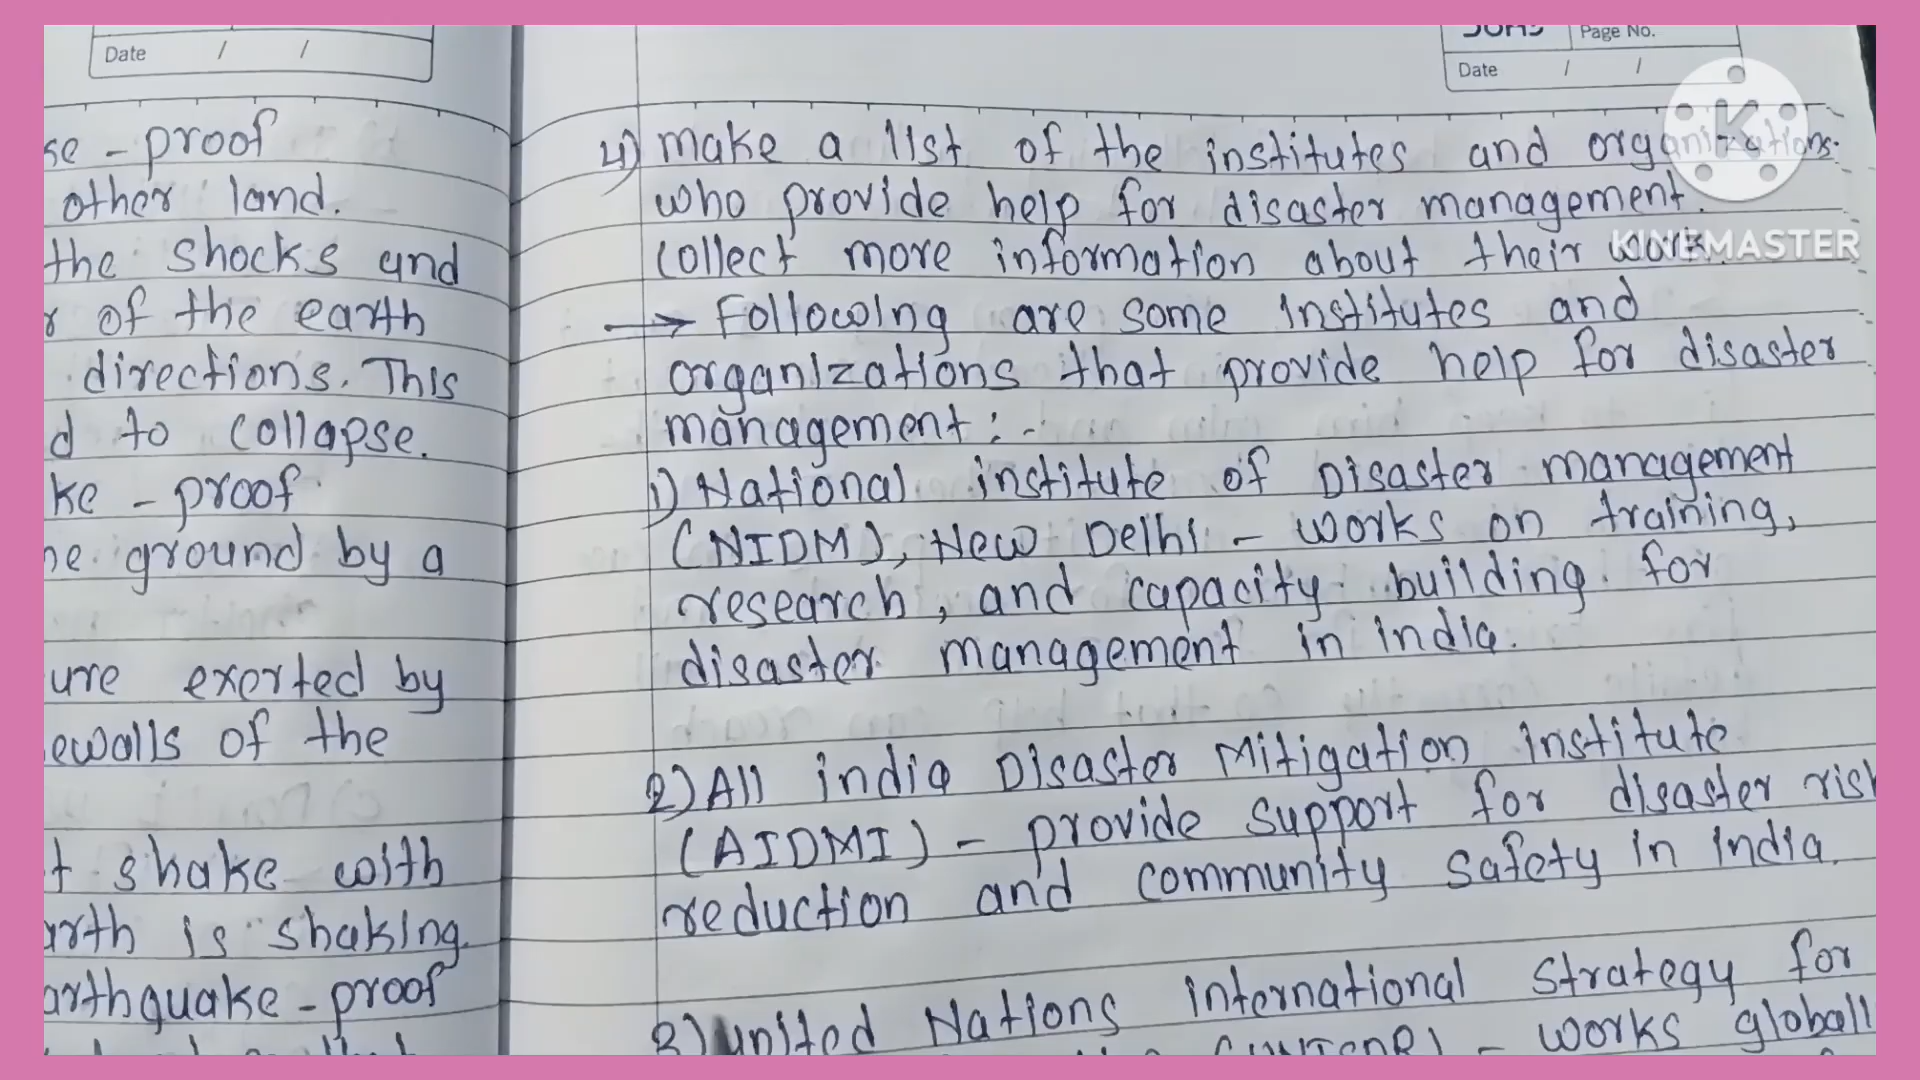 Date / /
se - proof
other land.
the shocks and
of the earth
directions. This
d to collapse.
ke - proof
ground by a
ure exerted by
ewalls of the
t shake with
arth is shaking.
arthquake - proof
Page No.
Date / /
4) make a list of the institutes and organizations
who provide help for disaster management.
collect more information about their work.
KINEMASTER
→ Following are some institutes and
organizations that provide help for disaster
management :-
1) National institute of Disaster management
(NIDM), New Delhi - works on training,
research, and capacity building for
disaster management in india.
2) All india Disaster Mitigation institute
(AIDMI) - provide support for disaster ris
reduction and community safety in india.
3) united Nations international strategy for
- works globall